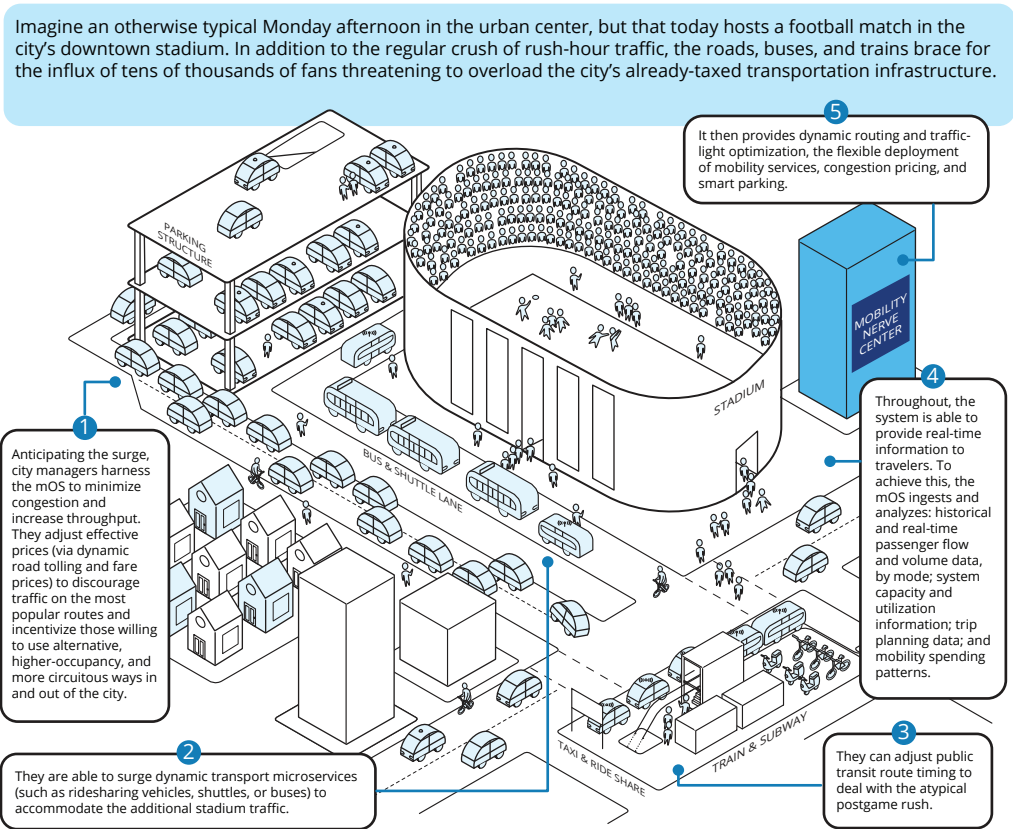 Imagine an otherwise typical Monday afternoon in the urban center, but that today hosts a football match in the
city’s downtown stadium. In addition to the regular crush of rush-hour traffic, the roads, buses, and trains brace for
the influx of tens of thousands of fans threatening to overload the city’s already-taxed transportation infrastructure.
5
It then provides dynamic routing and traffic-
light optimization, the flexible deployment
of mobility services, congestion pricing, and
smart parking.
PARKING
STRUCTURE
MOBILITY
NERVE
CENTER
STADIUM
BUS & SHUTTLE LANE
1
Anticipating the surge,
city managers harness
the mOS to minimize
congestion and
increase throughput.
They adjust effective
prices (via dynamic
road tolling and fare
prices) to discourage
traffic on the most
popular routes and
incentivize those willing
to use alternative,
higher-occupancy, and
more circuitous ways in
and out of the city.
4
Throughout, the
system is able to
provide real-time
information to
travelers. To
achieve this, the
mOS ingests and
analyzes: historical
and real-time
passenger flow
and volume data,
by mode; system
capacity and
utilization
information; trip
planning data; and
mobility spending
patterns.
2
They are able to surge dynamic transport microservices
(such as ridesharing vehicles, shuttles, or buses) to
accommodate the additional stadium traffic.
TAXI & RIDE SHARE
TRAIN & SUBWAY
3
They can adjust public
transit route timing to
deal with the atypical
postgame rush.